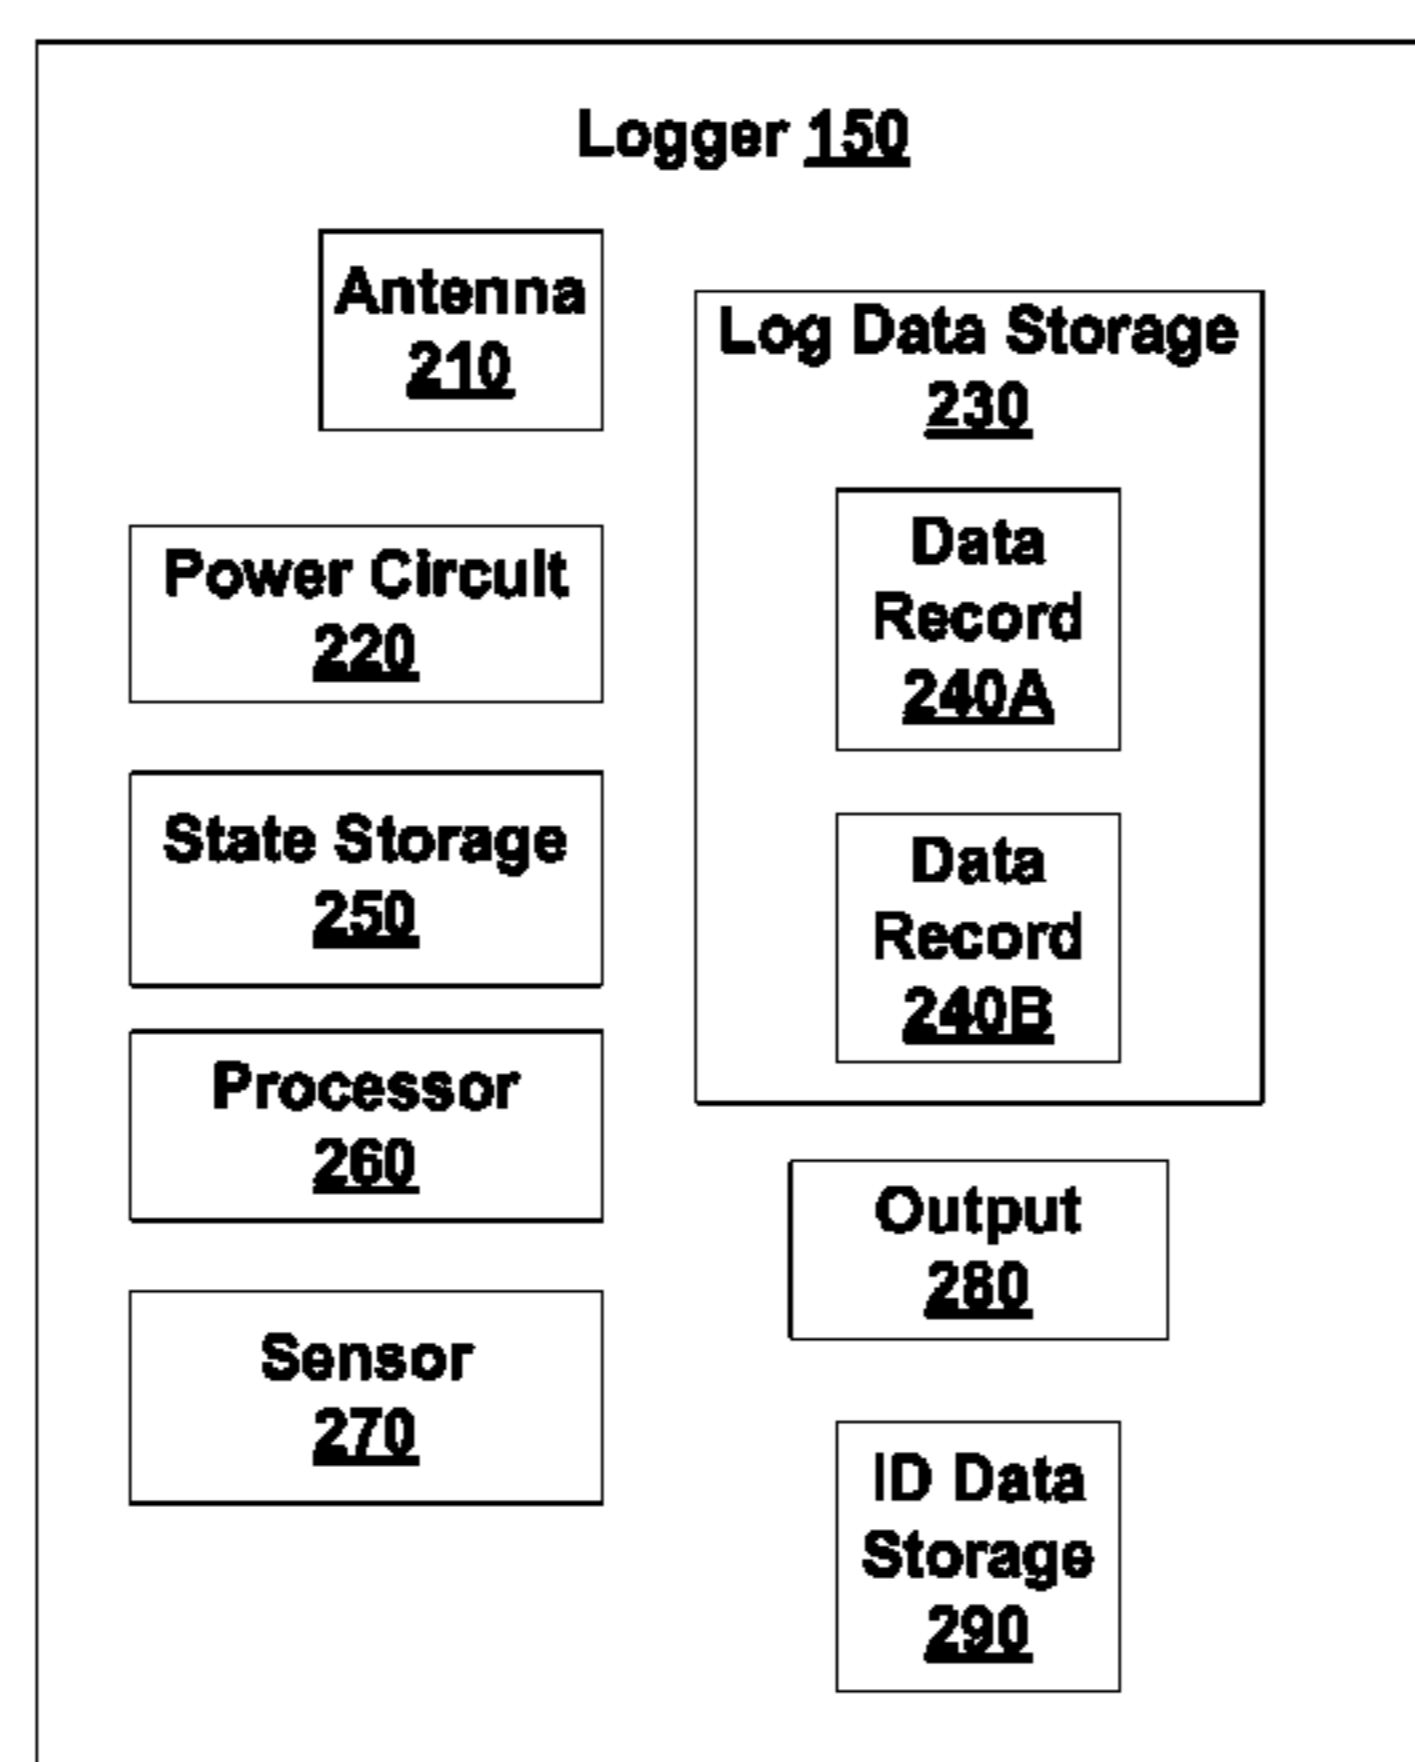 Logger 150
Antenna
210
Power Circuit
220
State Storage
250
Processor
260
Sensor
270
Log Data Storage
230
Data
Record
240A
Data
Record
240B
Output
280
ID Data
Storage
290